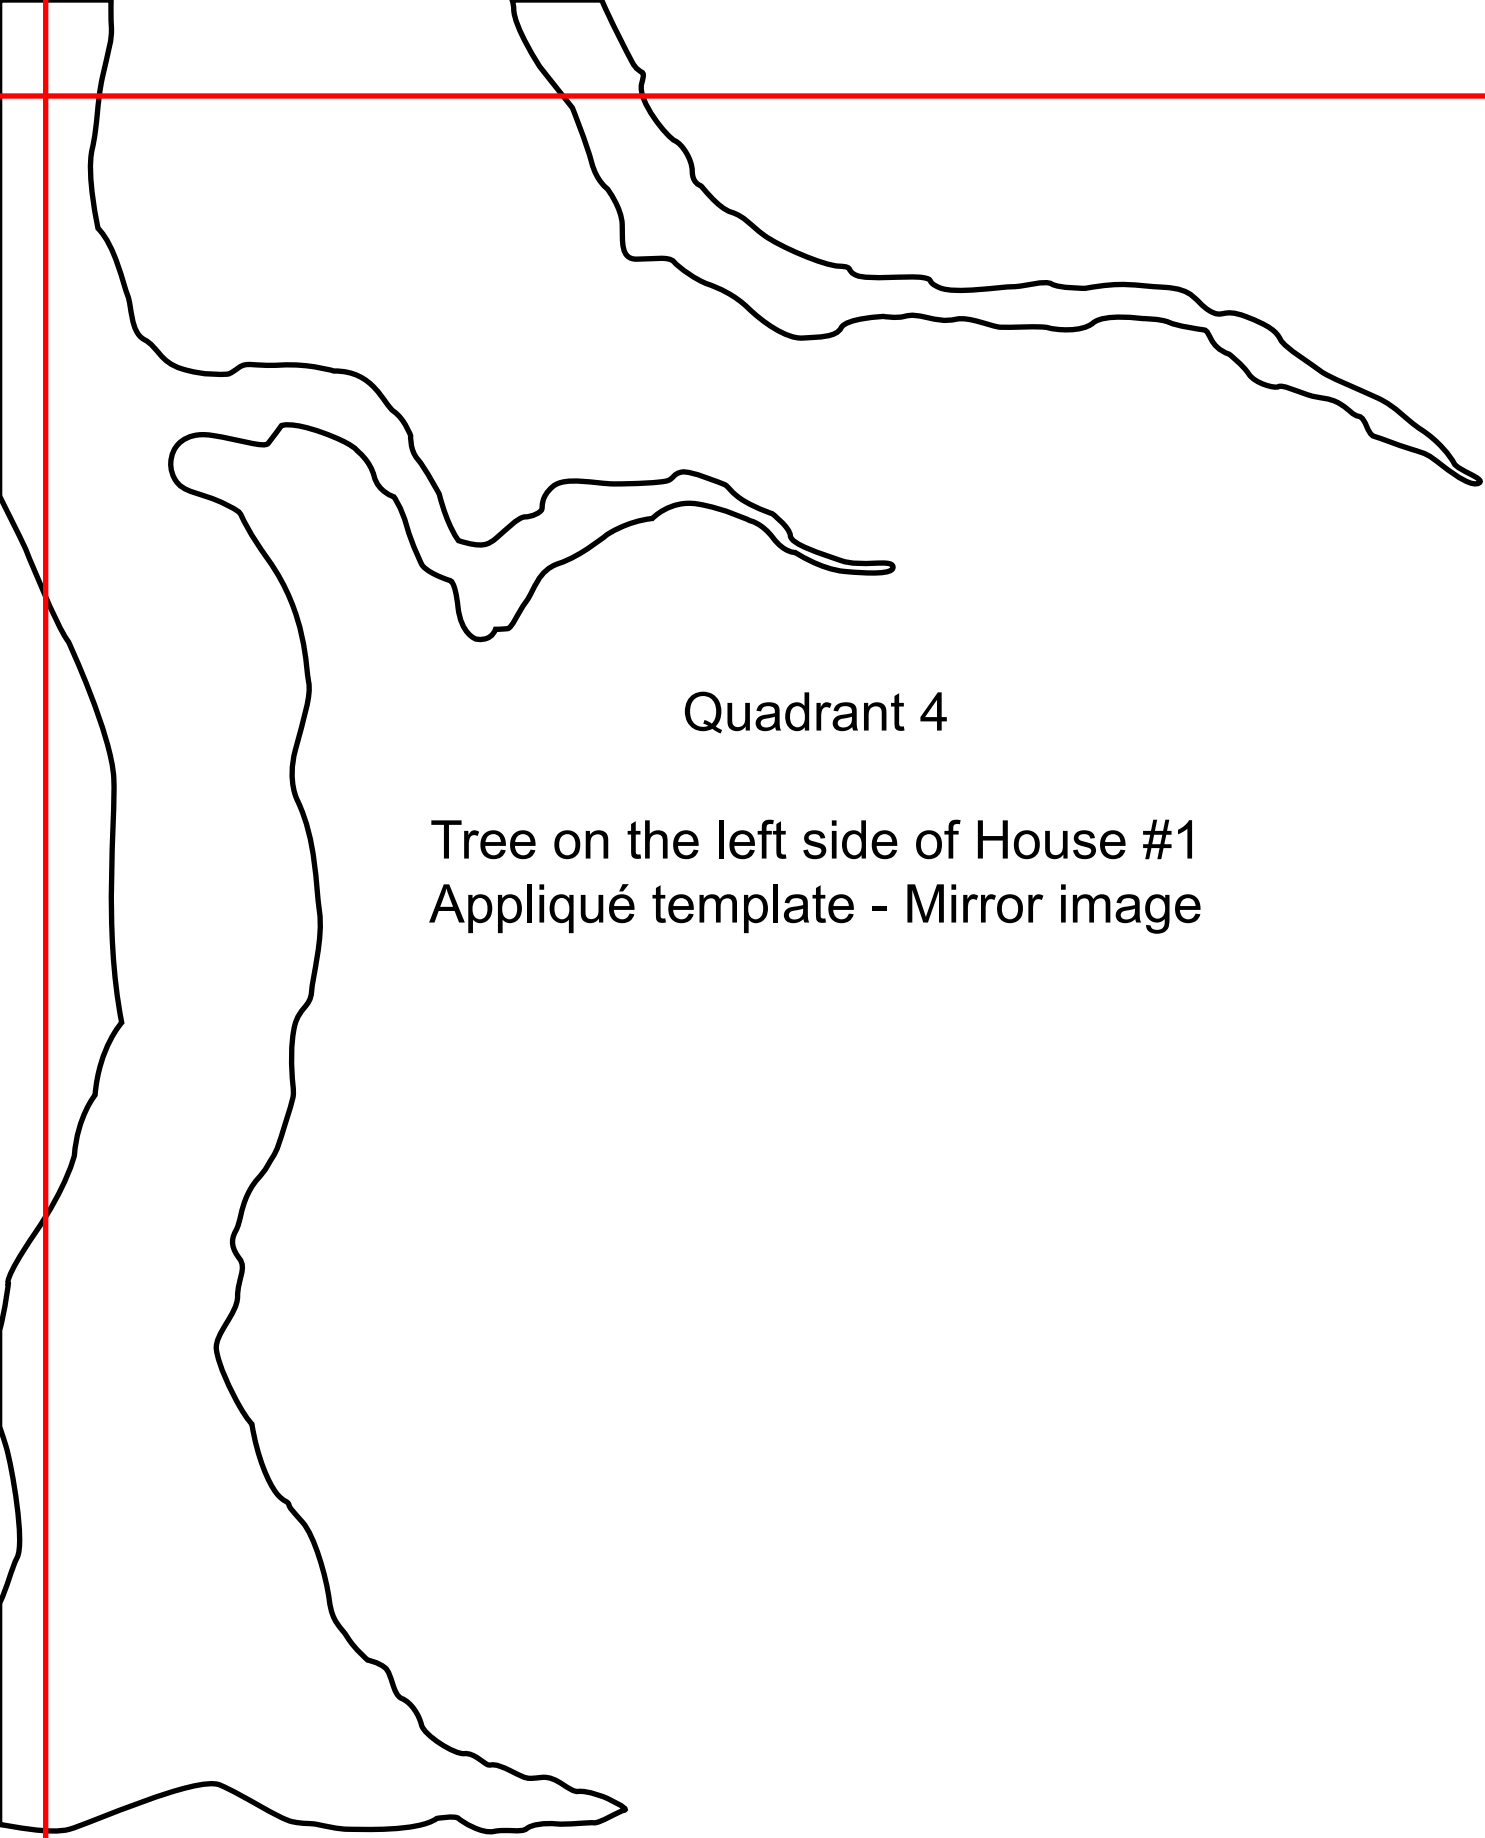 Quadrant 4
Tree on the left side of House #1
Appliqué template - Mirror image